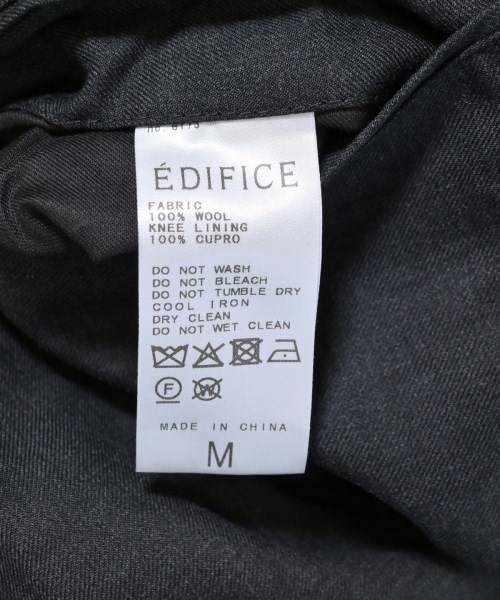 ÉDIFICE
FABRIC
100% WOOL
KNEE LINING
100% CUPRO
DO NOT WASH
DO NOT BLEACH
DO NOT TUMBLE DRY
COOL IRON
DRY CLEAN
DO NOT WET CLEAN
F W
MADE IN CHINA
M